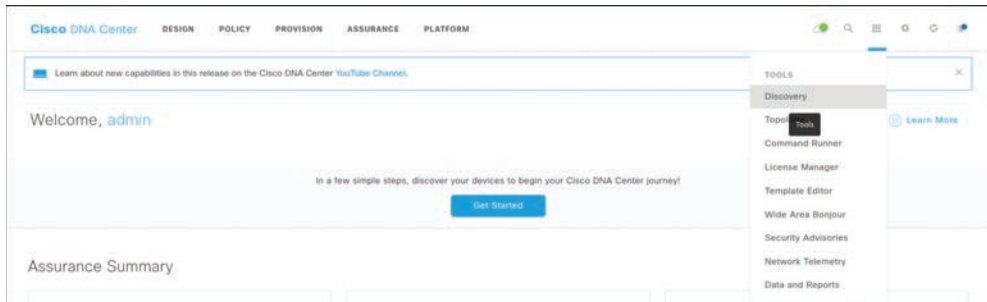 Cisco DNA Center DESIGN POLICY PROVISION ASSURANCE PLATFORM
Learn about new capabilities in this release on the Cisco DNA Center YouTube Channel.
TOOLS
Discovery
Welcome, admin
Topol
Tools
Learn More
Command Runner
License Manager
In a few simple steps, discover your devices to begin your Cisco DNA Center journey!
Template Editor
Get Started
Wide Area Bonjour
Security Advisories
Assurance Summary
Network Telemetry
Data and Reports